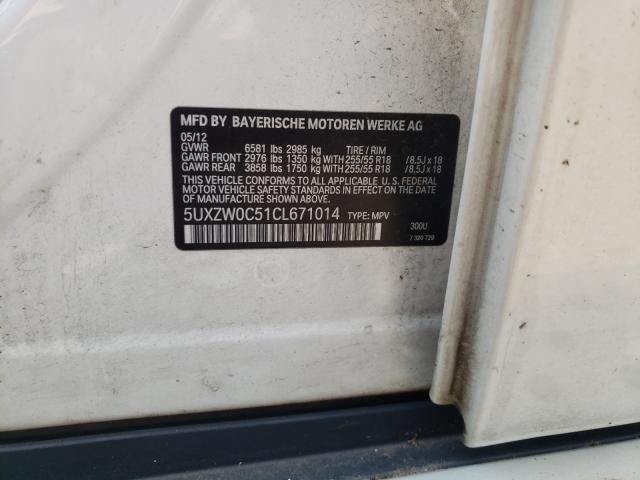 MFD BY BAYERISCHE MOTOREN WERKE AG
05/12
GVWR 6581 lbs 2985 kg TIRE / RIM
GAWR FRONT 2976 lbs 1350 kg WITH 255/55 R18 /8,5J x 18
GAWR REAR 3858 lbs 1750 kg WITH 255/55 R18 /8,5J x 18
THIS VEHICLE CONFORMS TO ALL APPLICABLE U. S. FEDERAL
MOTOR VEHICLE SAFETY STANDARDS IN EFFECT ON THE DATE
OF MANUFACTURE SHOWN ABOVE.
5UXZW0C51CL671014 TYPE: MPV
300U
7 320 729